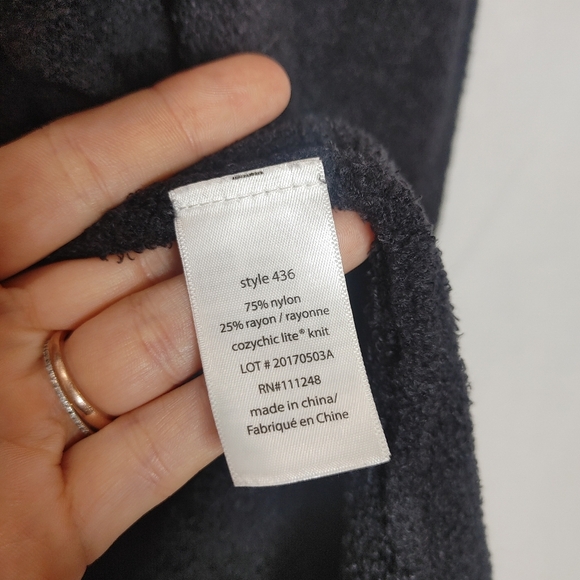 style 436
75% nylon
25% rayon / rayonne
cozychic lite® knit
LOT # 20170503A
RN#111248
made in china/
Fabriqué en Chine